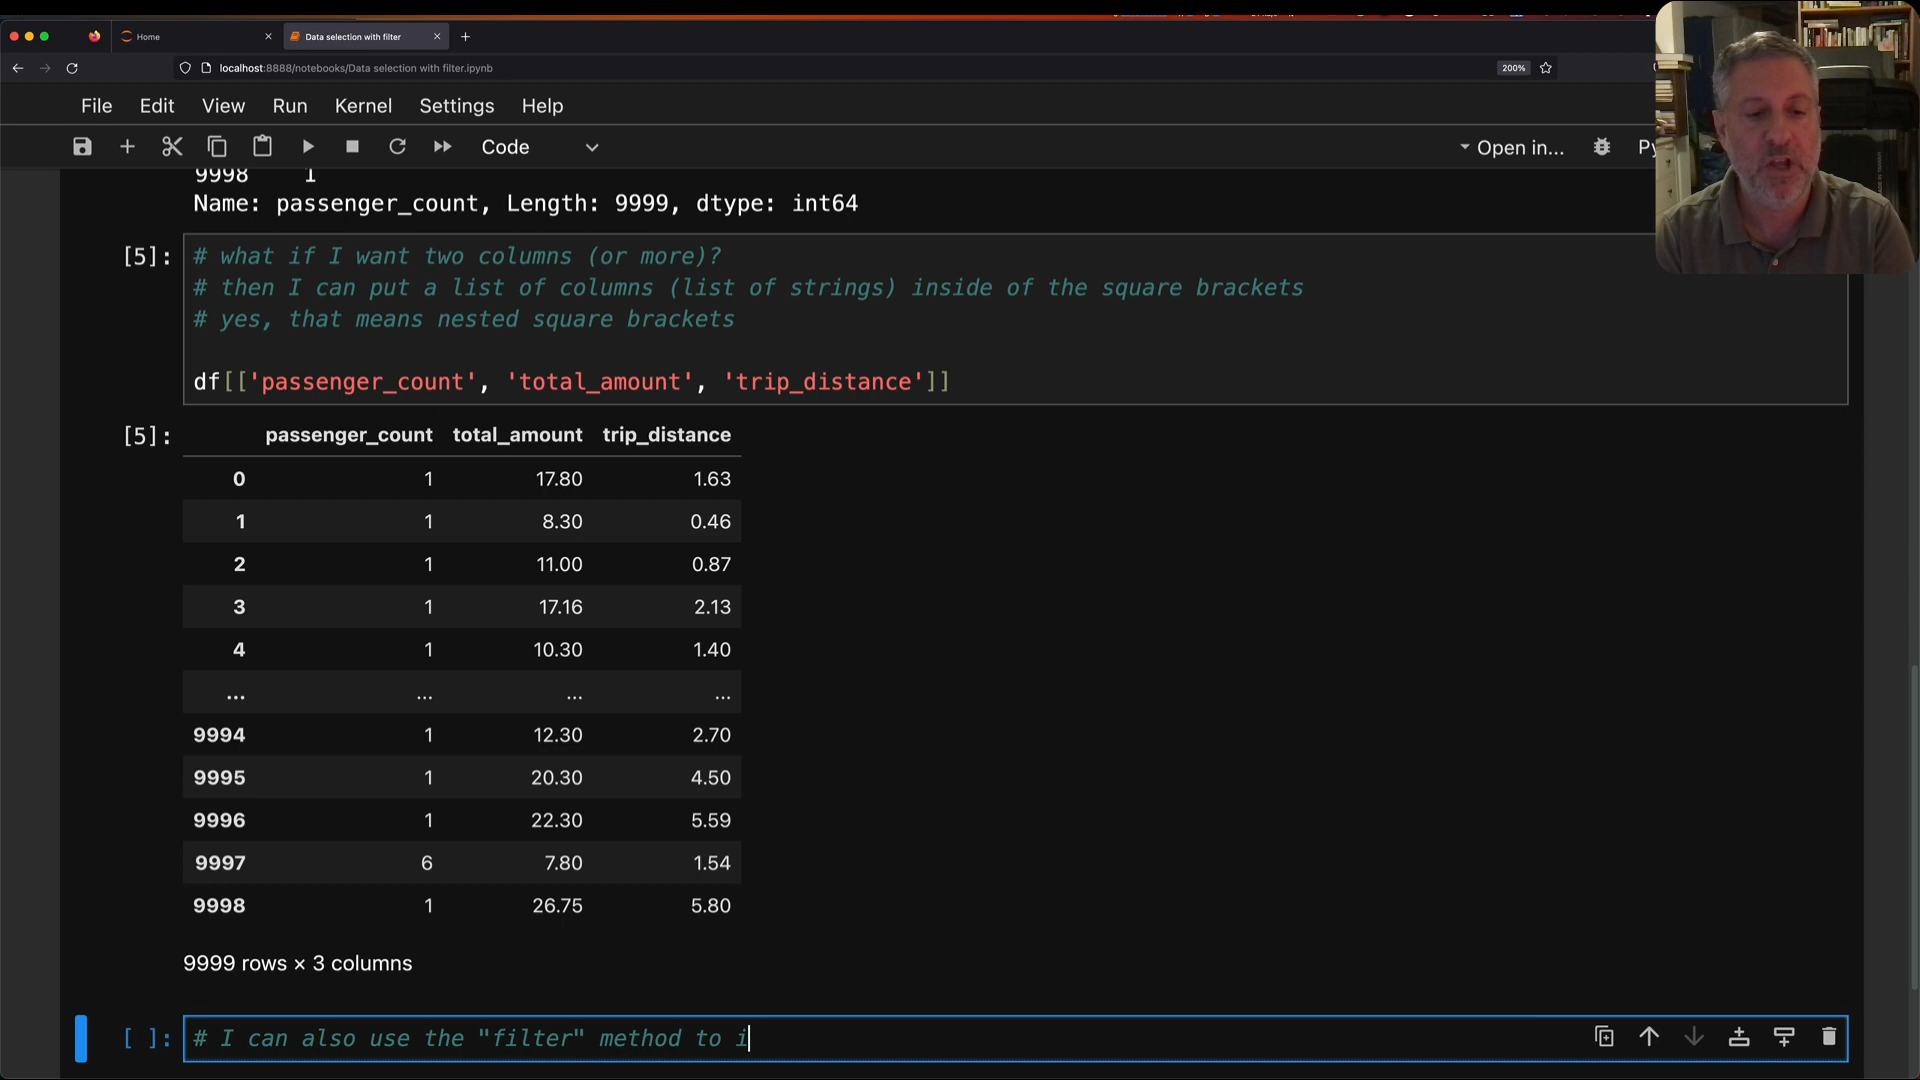 Home
Data selection with filter
localhost:8888/notebooks/Data selection with filter.ipynb
200%
File Edit View Run Kernel Settings Help
Code
Open in...
Py
9998 1
Name: passenger_count, Length: 9999, dtype: int64
[5]: # what if I want two columns (or more)?
# then I can put a list of columns (list of strings) inside of the square brackets
# yes, that means nested square brackets
df[['passenger_count', 'total_amount', 'trip_distance']]
[5]: passenger_count total_amount trip_distance
0 1 17.80 1.63
1 1 8.30 0.46
2 1 11.00 0.87
3 1 17.16 2.13
4 1 10.30 1.40
... ... ... ...
9994 1 12.30 2.70
9995 1 20.30 4.50
9996 1 22.30 5.59
9997 6 7.80 1.54
9998 1 26.75 5.80
9999 rows × 3 columns
[ ]: # I can also use the "filter" method to i